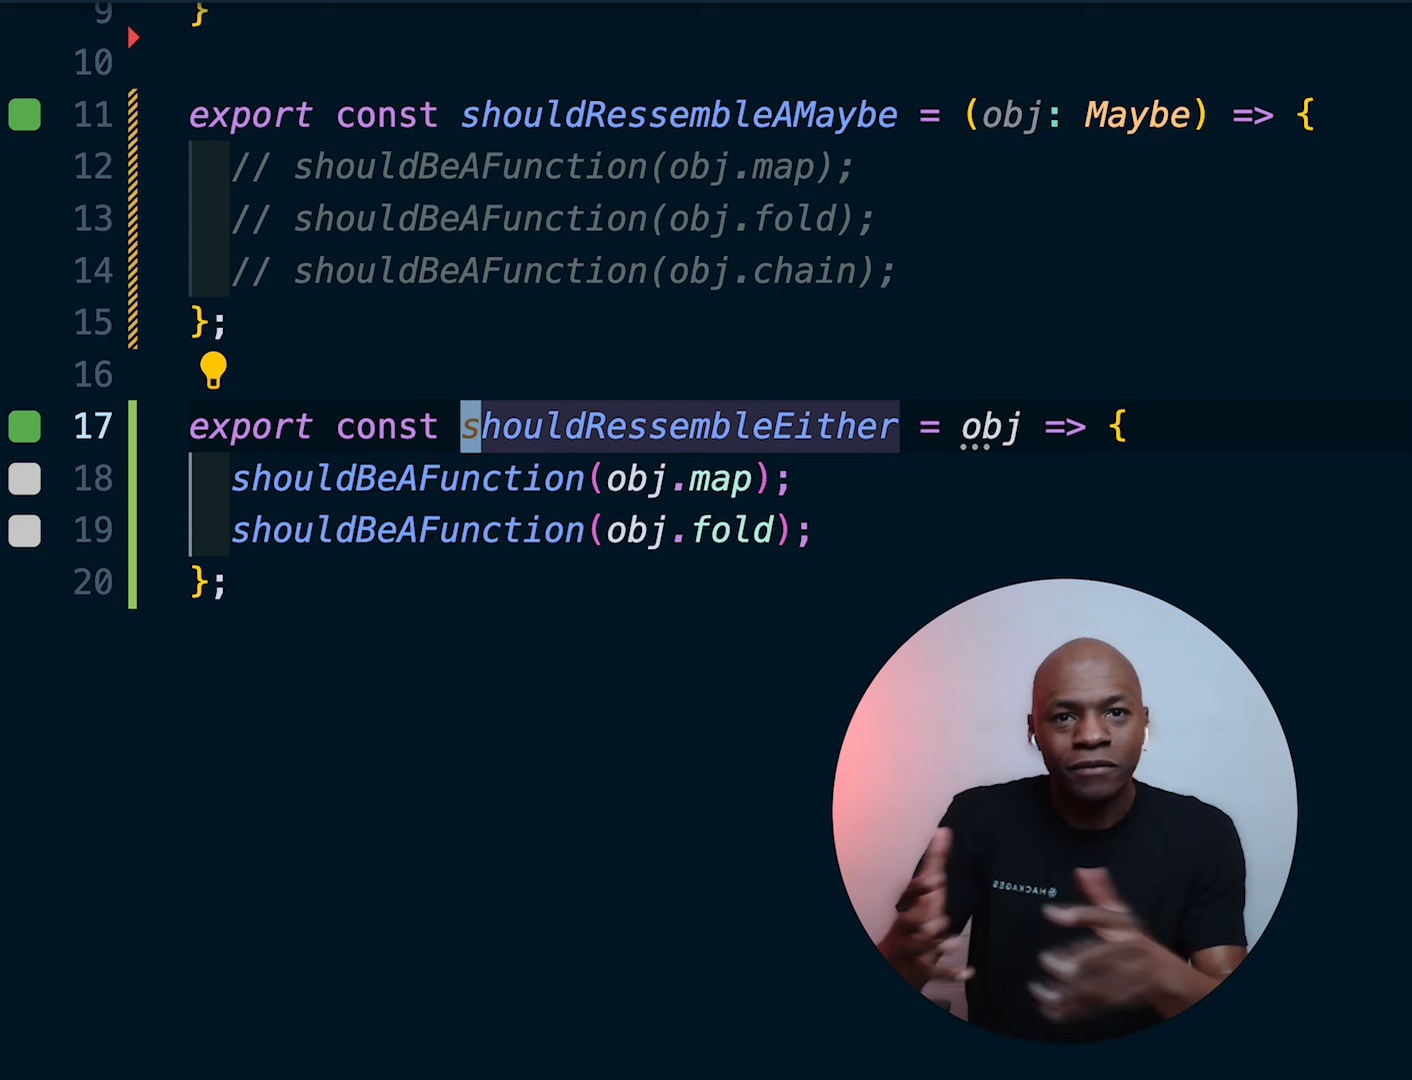 9 }
10
11 export const shouldRessembleAMaybe = (obj: Maybe) => {
12 // shouldBeAFunction(obj.map);
13 // shouldBeAFunction(obj.fold);
14 // shouldBeAFunction(obj.chain);
15 };
16
17 export const shouldRessembleEither = obj => {
18 shouldBeAFunction(obj.map);
19 shouldBeAFunction(obj.fold);
20 };
HACKAGES